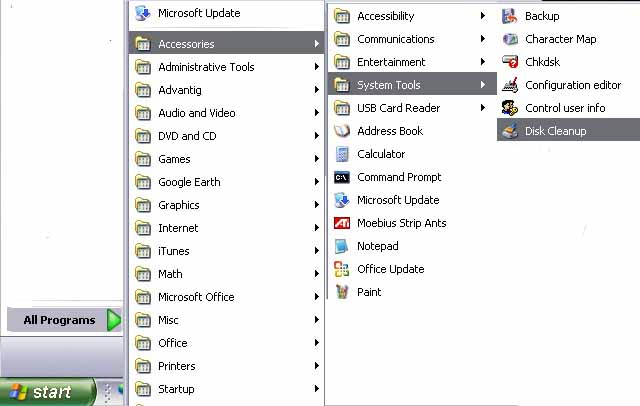 Microsoft Update
Accessories
Administrative Tools
Advantig
Audio and Video
DVD and CD
Games
Google Earth
Graphics
Internet
iTunes
Math
Microsoft Office
Misc
Office
Printers
Startup
All Programs
start
Accessibility
Communications
Entertainment
System Tools
USB Card Reader
Address Book
Calculator
Command Prompt
Microsoft Update
Moebius Strip Ants
Notepad
Office Update
Paint
Backup
Character Map
Chkdsk
Configuration editor
Control user info
Disk Cleanup